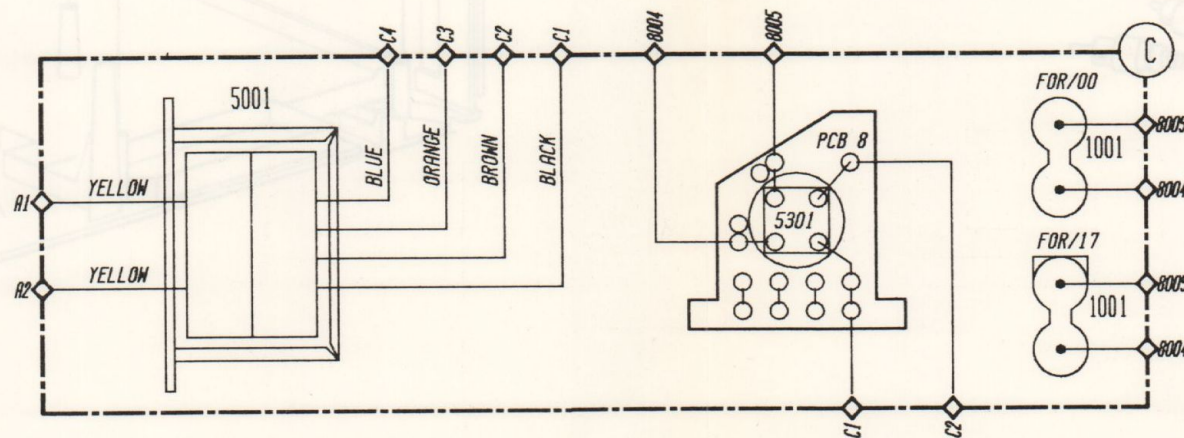 C4
C3
C2
C1
8004
8005
C
5001
FOR/00
BLUE
ORANGE
BROWN
BLACK
PCB 8
8005
1001
A1
YELLOW
8004
5301
FOR/17
A2
YELLOW
8005
1001
8004
C1
C2